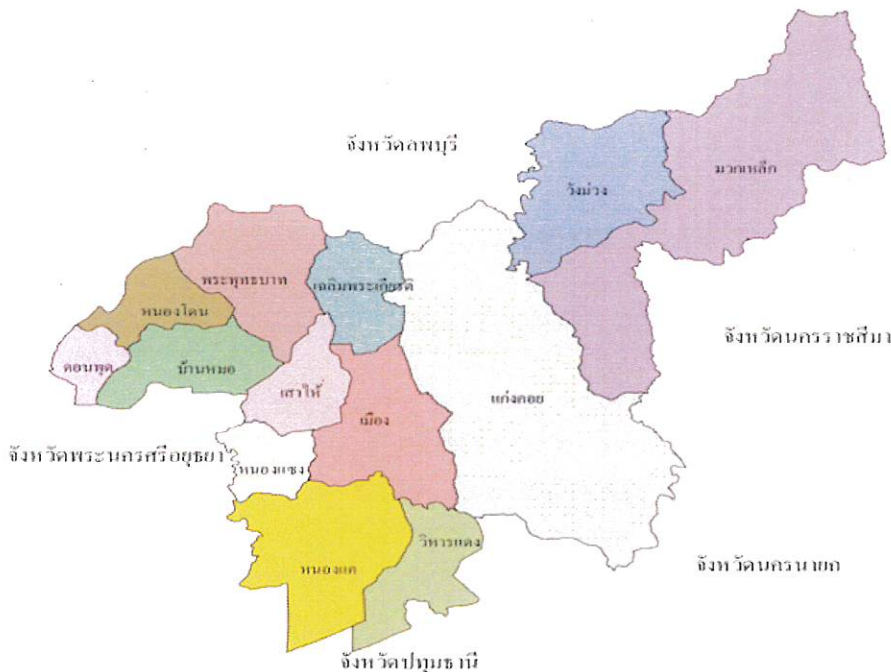 จังหวัดลพบุรี
มวกเหล็ก
วังม่วง
พระพุทธบาท
เฉลิมพระเกียรติ
หนองโดน
จังหวัดนครราชสีมา
ดอนพุด
บ้านหมอ
เสาไห้
แก่งคอย
เมือง
จังหวัดพระนครศรีอยุธยา
หนองแซง
วิหารแดง
หนองแค
จังหวัดนครนายก
จังหวัดปทุมธานี